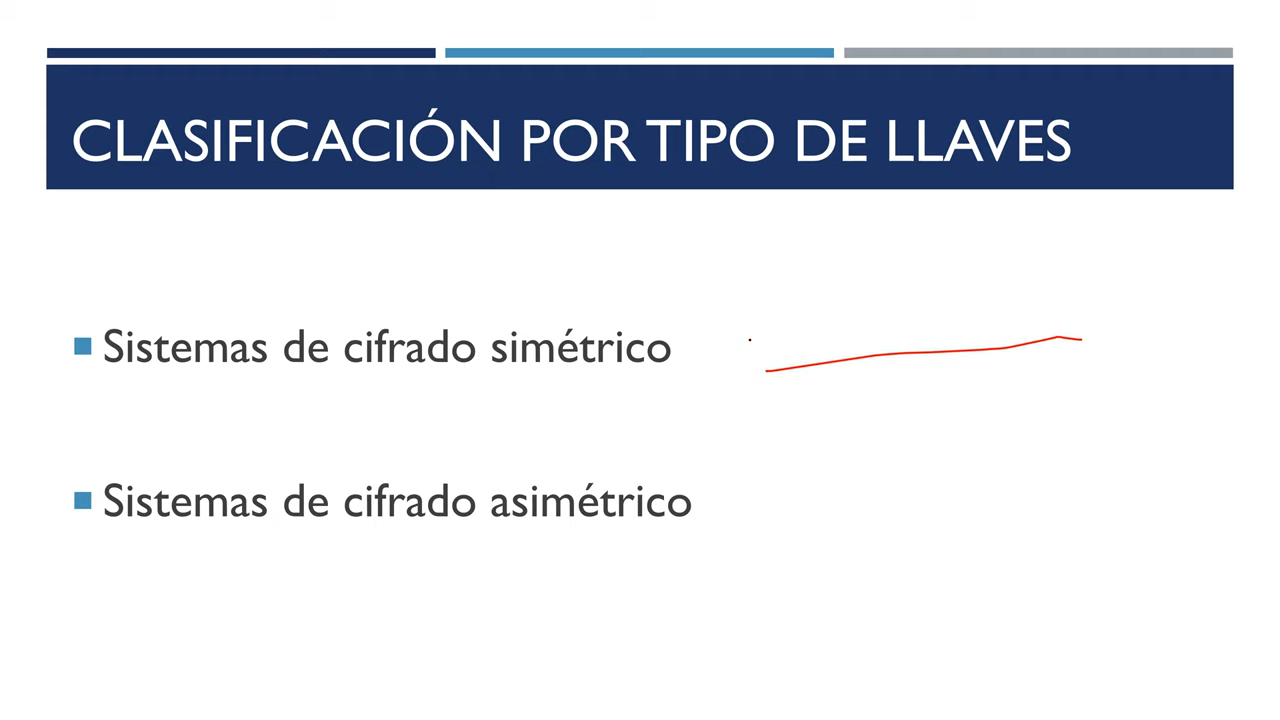 CLASIFICACIÓN POR TIPO DE LLAVES
Sistemas de cifrado simétrico
Sistemas de cifrado asimétrico